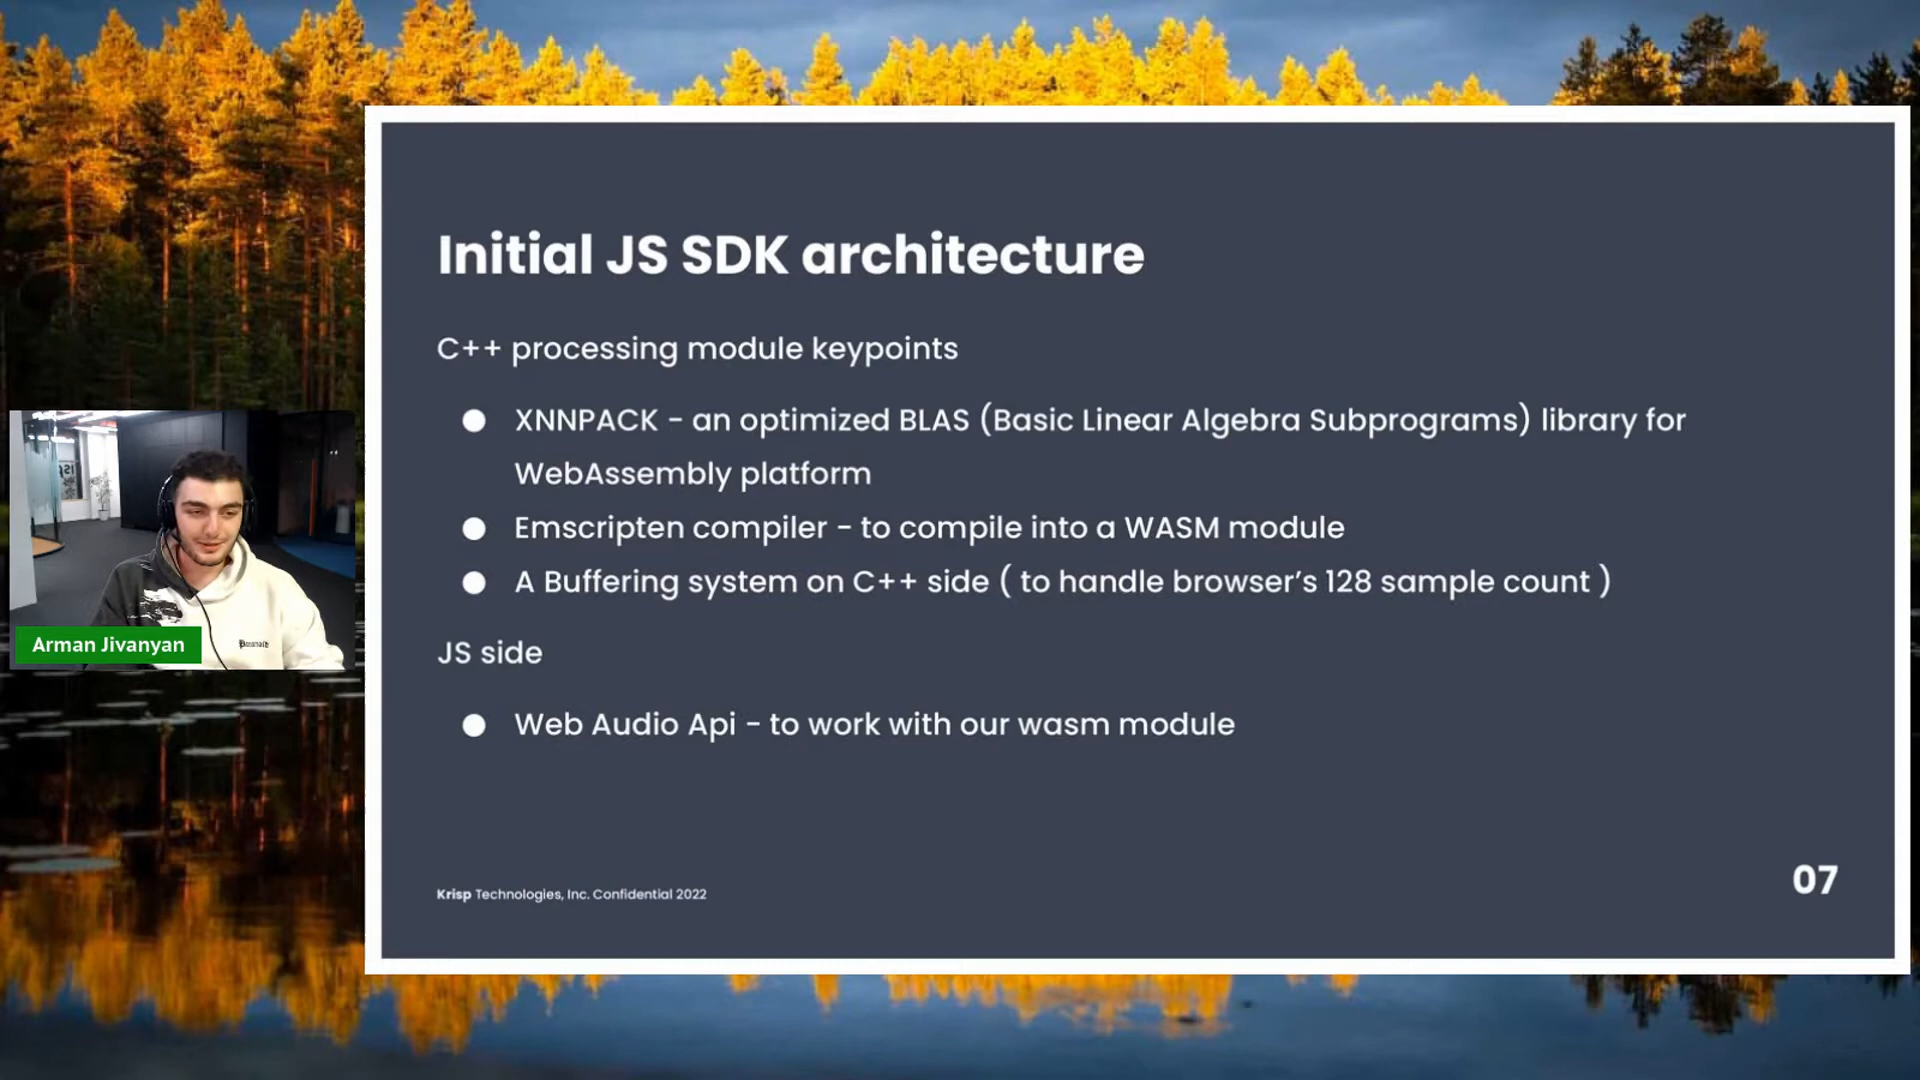 Initial JS SDK architecture
C++ processing module keypoints
● XNNPACK - an optimized BLAS (Basic Linear Algebra Subprograms) library for
WebAssembly platform
● Emscripten compiler - to compile into a WASM module
● A Buffering system on C++ side ( to handle browser’s 128 sample count )
JS side
● Web Audio Api - to work with our wasm module
Krisp Technologies, Inc. Confidential 2022
07
Arman Jivanyan